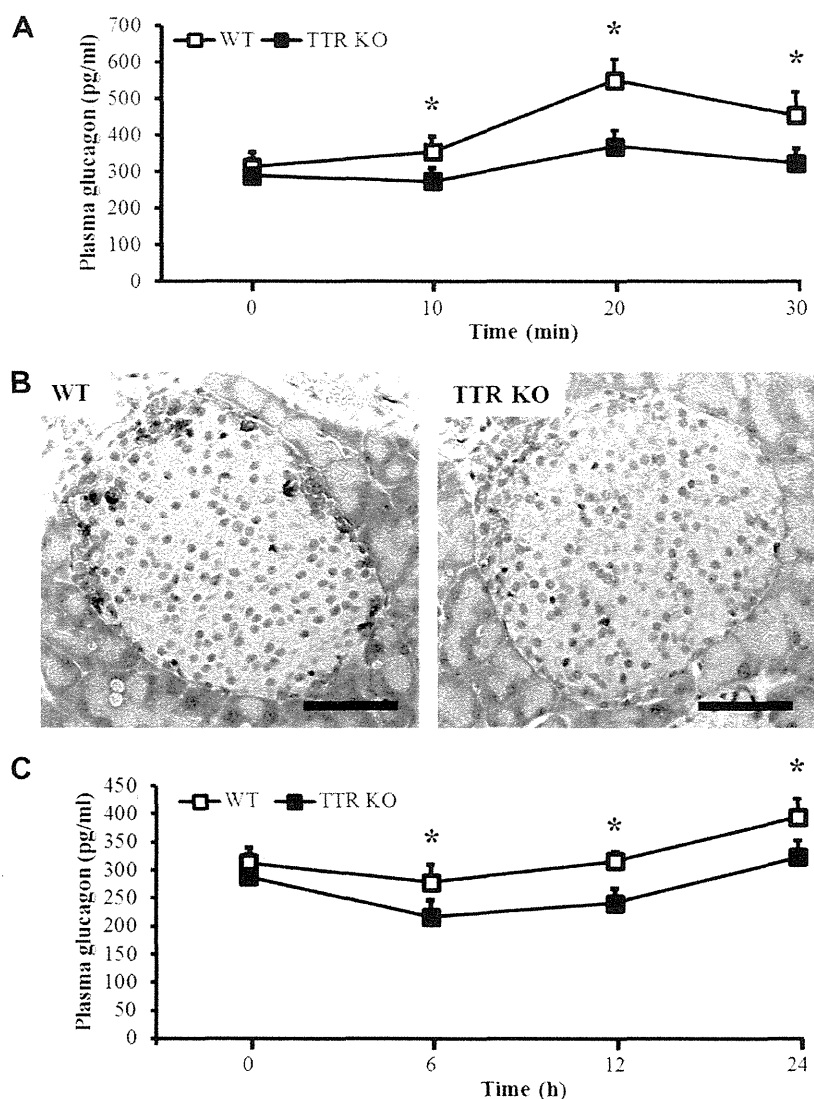 A
WT TTR KO
* * *
Plasma glucagon (pg/ml)
700
600
500
400
300
200
100
0
0 10 20 30
Time (min)
B
WT TTR KO
C
WT TTR KO
* * *
Plasma glucagon (pg/ml)
450
400
350
300
250
200
150
100
50
0
0 6 12 24
Time (h)